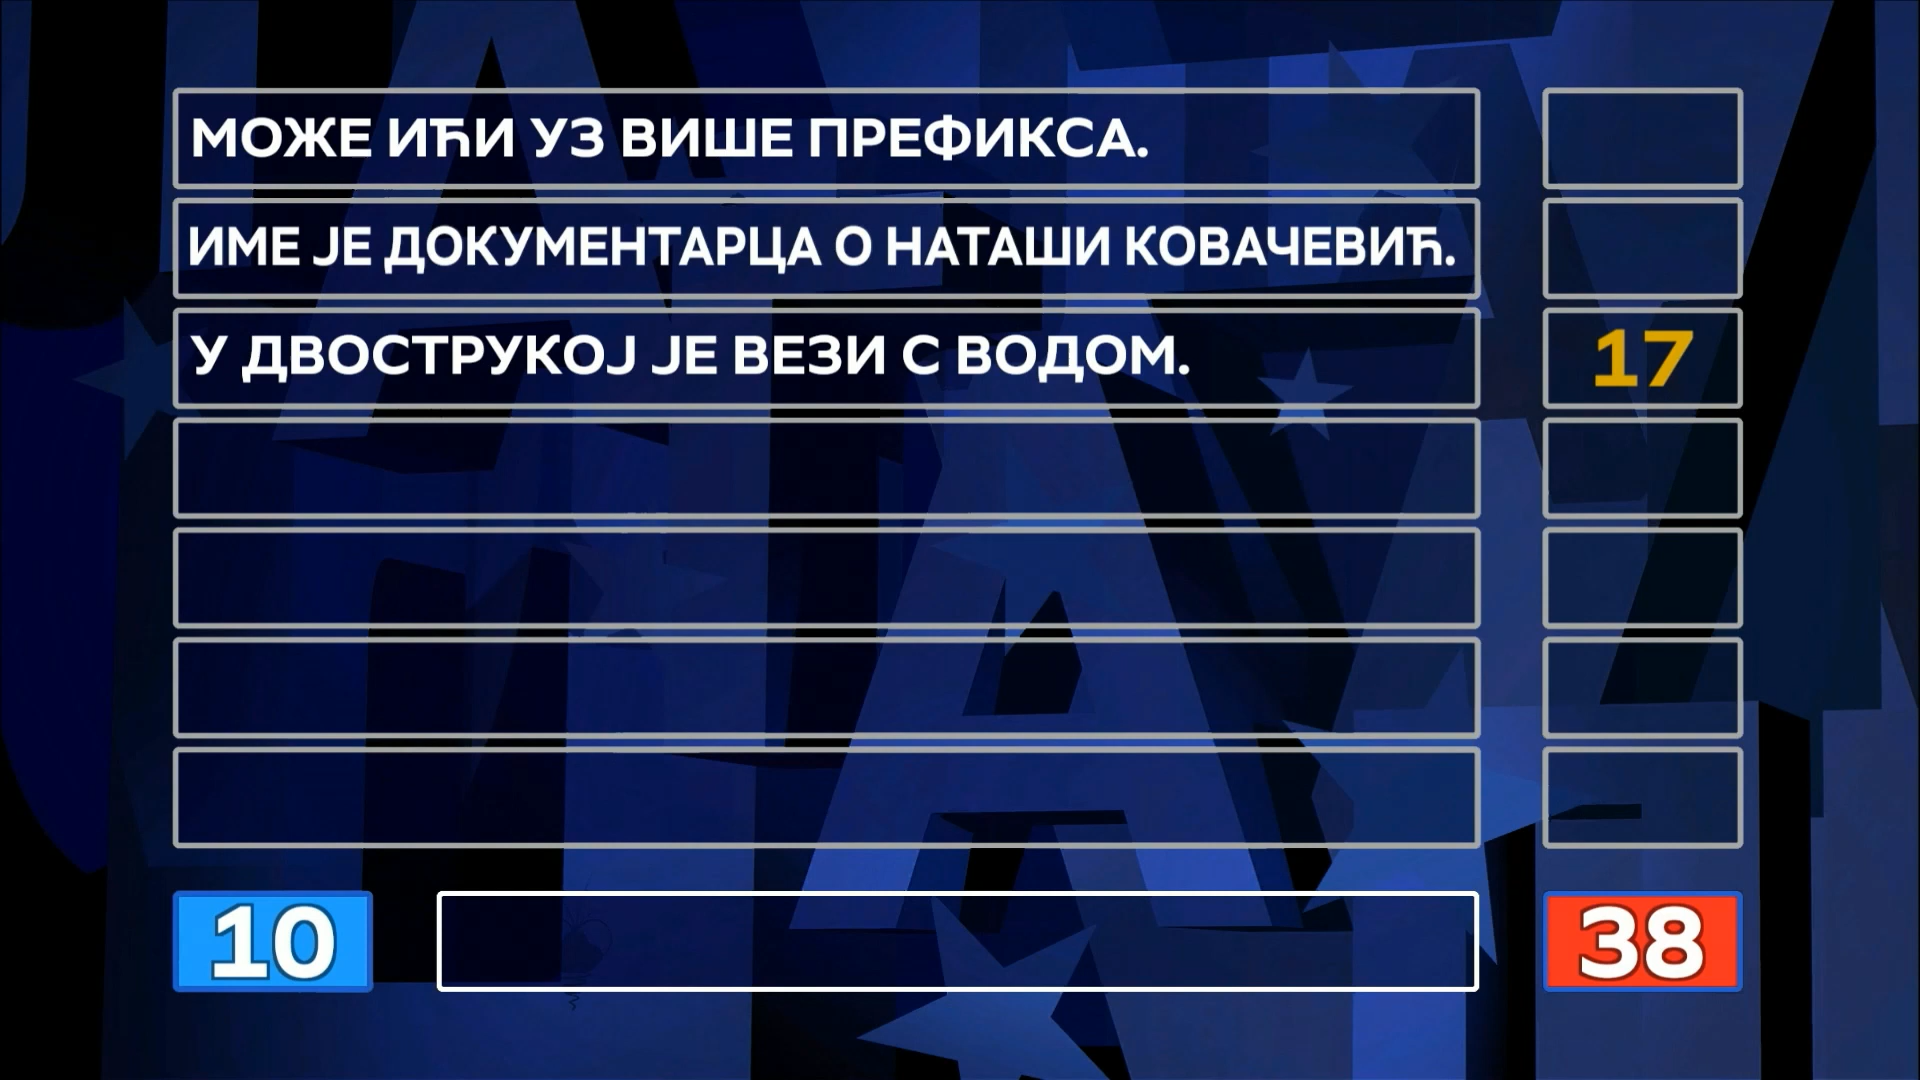 МОЖЕ ИЋИ УЗ ВИШЕ ПРЕФИКСА.
ИМЕ ЈЕ ДОКУМЕНТАРЦА О НАТАШИ КОВАЧЕВИЋ.
У ДВОСТРУКОЈ ЈЕ ВЕЗИ С ВОДОМ.
17
10
38